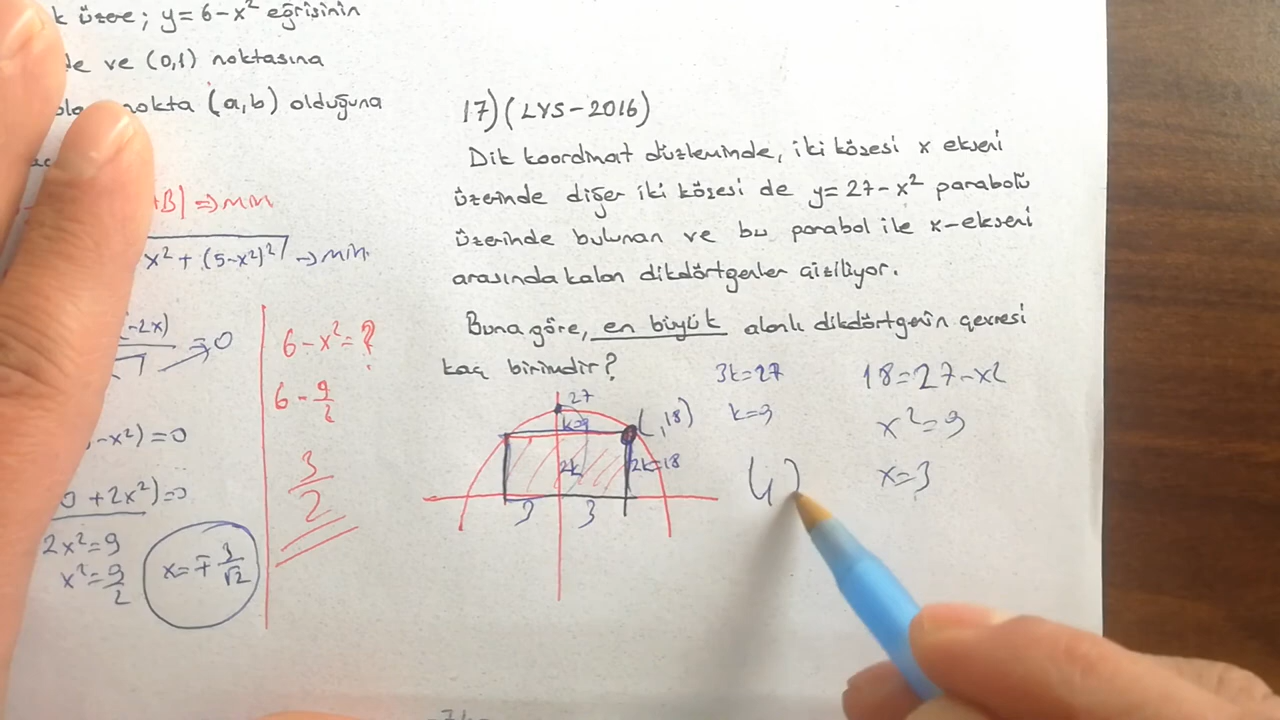 k üzere; y=6-x² eğrisinin
de ve (0,1) noktasına
nokta (a,b) olduğuna
+B| => min
x² + (5-x²)² -> min
(-2x) =0
-x²)=0
0 + 2x²)=0
2x²=9
x²=9/2
x=∓ 3/√2
6-x²=?
6-9/2
3/2
17)(LYS-2016)
Dik koordinat düzleminde, iki köşesi x ekseni
üzerinde diğer iki köşesi de y=27-x² parabolü
üzerinde bulunan ve bu parabol ile x-ekseni
arasında kalan dikdörtgenler çiziliyor.
Buna göre, en büyük alanlı dikdörtgenin çevresi
kaç birimdir?
3k=27
k=9
18=27-x2
x²=9
x=3
27
k=9
( ,18)
2k
2k=18
3 3
( , )